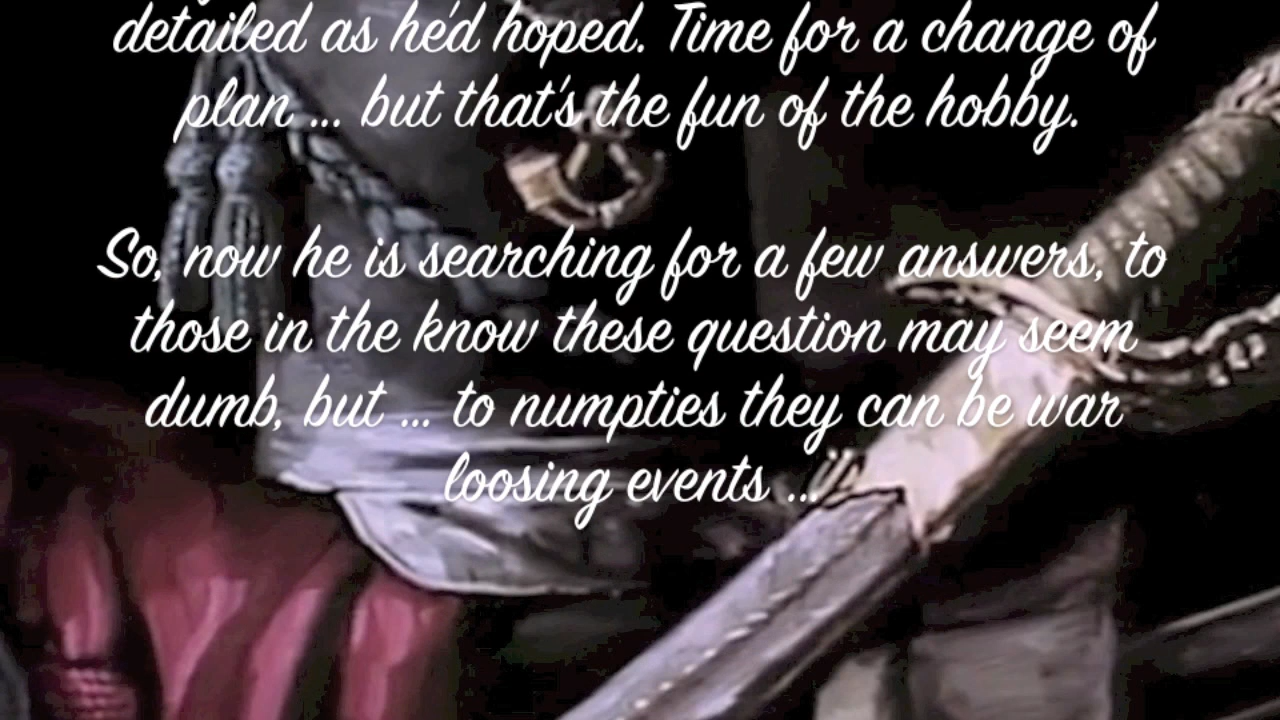 detailed as he'd hoped. Time for a change of
plan ... but that's the fun of the hobby.
So, now he is searching for a few answers, to
those in the know these question may seem
dumb, but ... to numpties they can be war
loosing events ...